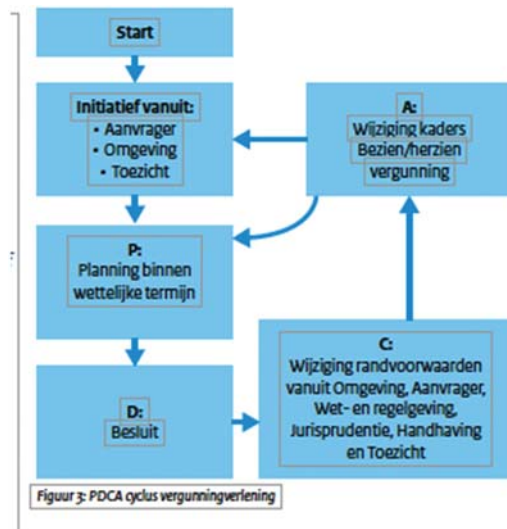 Start
Initiatief vanuit:
• Aanvrager
• Omgeving
• Toezicht
A:
Wijziging kaders
Bezien/herzien
vergunning
P:
Planning binnen
wettelijke termijn
D:
Besluit
C:
Wijziging randvoorwaarden
vanuit Omgeving, Aanvrager,
Wet- en regelgeving,
Jurisprudentie, Handhaving
en Toezicht
Figuur 3: PDCA cyclus vergunningverlening